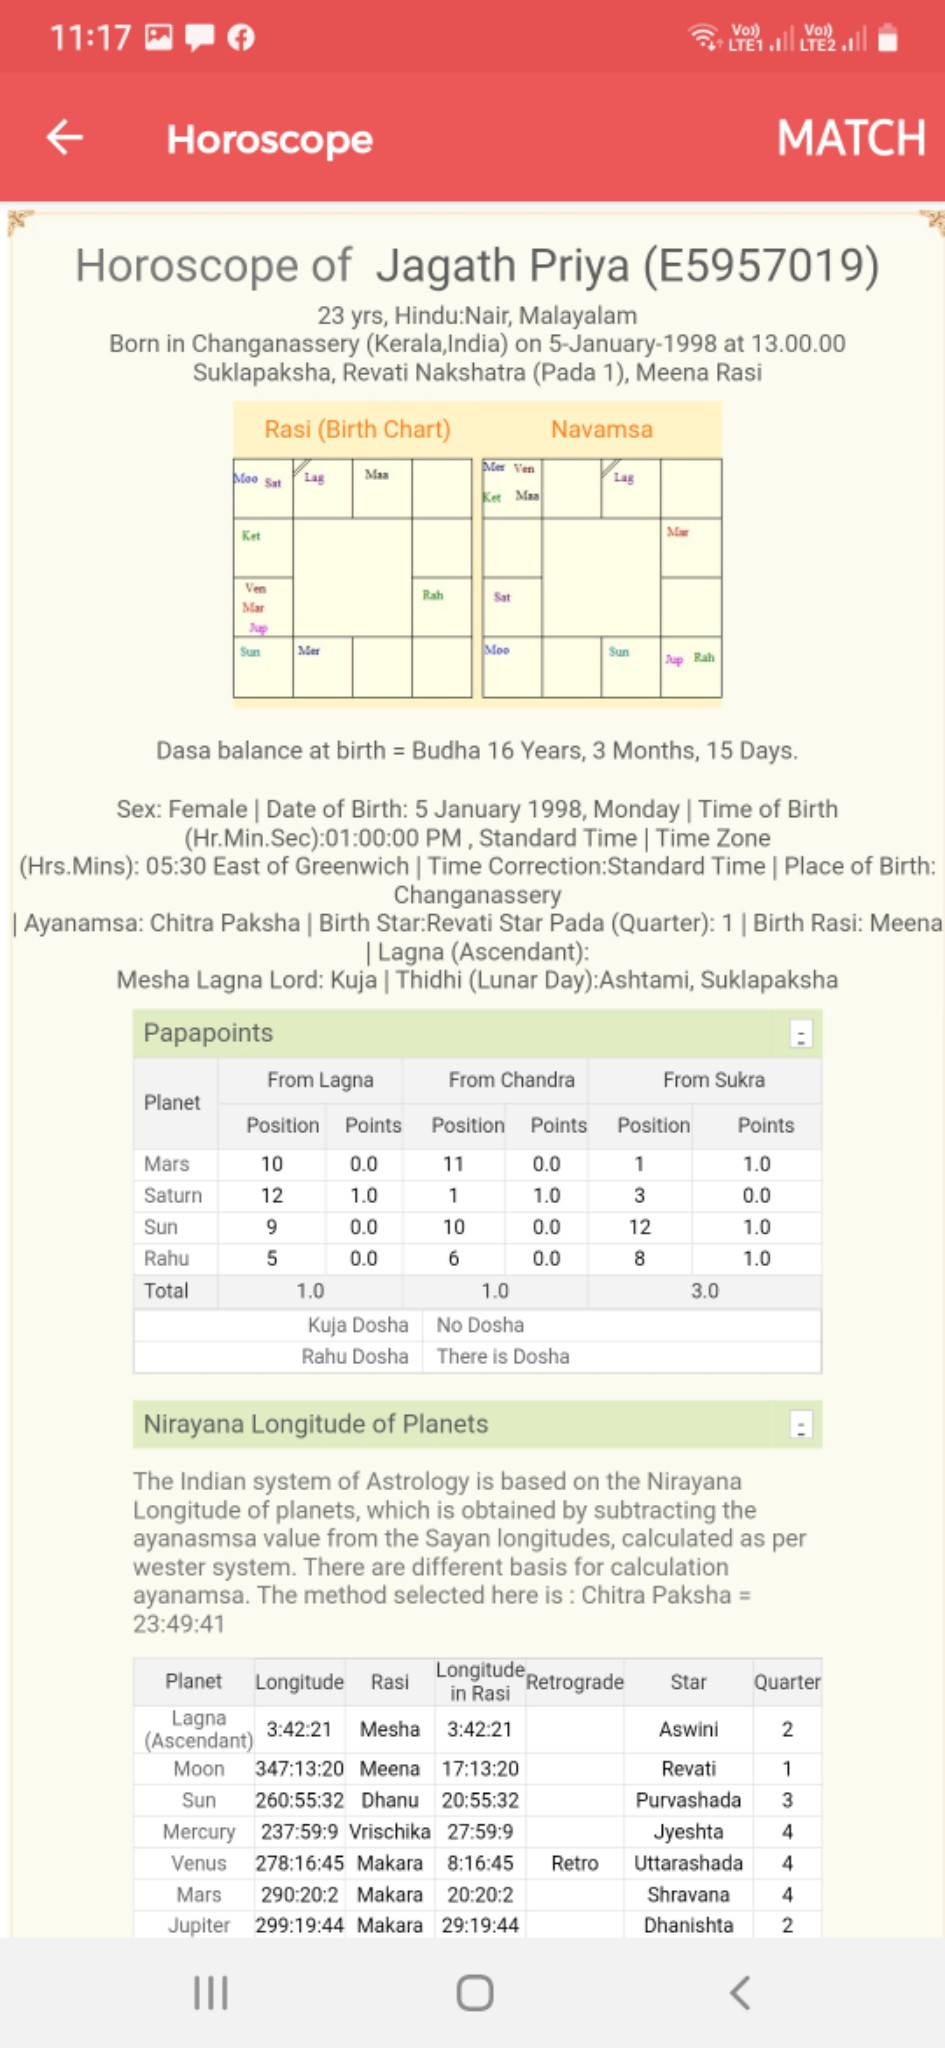 11:17
Vo)) LTE1 Vo)) LTE2
Horoscope MATCH
Horoscope of Jagath Priya (E5957019)
23 yrs, Hindu:Nair, Malayalam
Born in Changanassery (Kerala,India) on 5-January-1998 at 13.00.00
Suklapaksha, Revati Nakshatra (Pada 1), Meena Rasi
Rasi (Birth Chart) Navamsa
Moo Sat Lag Maa Mer Ven Lag
Ket Maa
Ket Mar
Ven
Mar Rah Sat
Jup
Sun Mer Moo Sun Jup Rah
Dasa balance at birth = Budha 16 Years, 3 Months, 15 Days.
Sex: Female | Date of Birth: 5 January 1998, Monday | Time of Birth
(Hr.Min.Sec):01:00:00 PM , Standard Time | Time Zone
(Hrs.Mins): 05:30 East of Greenwich | Time Correction:Standard Time | Place of Birth:
Changanassery
| Ayanamsa: Chitra Paksha | Birth Star:Revati Star Pada (Quarter): 1 | Birth Rasi: Meena
| Lagna (Ascendant):
Mesha Lagna Lord: Kuja | Thidhi (Lunar Day):Ashtami, Suklapaksha
Papapoints -
Planet From Lagna From Chandra From Sukra
Position Points Position Points Position Points
Mars 10 0.0 11 0.0 1 1.0
Saturn 12 1.0 1 1.0 3 0.0
Sun 9 0.0 10 0.0 12 1.0
Rahu 5 0.0 6 0.0 8 1.0
Total 1.0 1.0 3.0
Kuja Dosha No Dosha
Rahu Dosha There is Dosha
Nirayana Longitude of Planets -
The Indian system of Astrology is based on the Nirayana
Longitude of planets, which is obtained by subtracting the
ayanasmsa value from the Sayan longitudes, calculated as per
wester system. There are different basis for calculation
ayanamsa. The method selected here is : Chitra Paksha =
23:49:41
Planet Longitude Rasi Longitude in Rasi Retrograde Star Quarter
Lagna (Ascendant) 3:42:21 Mesha 3:42:21 Aswini 2
Moon 347:13:20 Meena 17:13:20 Revati 1
Sun 260:55:32 Dhanu 20:55:32 Purvashada 3
Mercury 237:59:9 Vrischika 27:59:9 Jyeshta 4
Venus 278:16:45 Makara 8:16:45 Retro Uttarashada 4
Mars 290:20:2 Makara 20:20:2 Shravana 4
Jupiter 299:19:44 Makara 29:19:44 Dhanishta 2